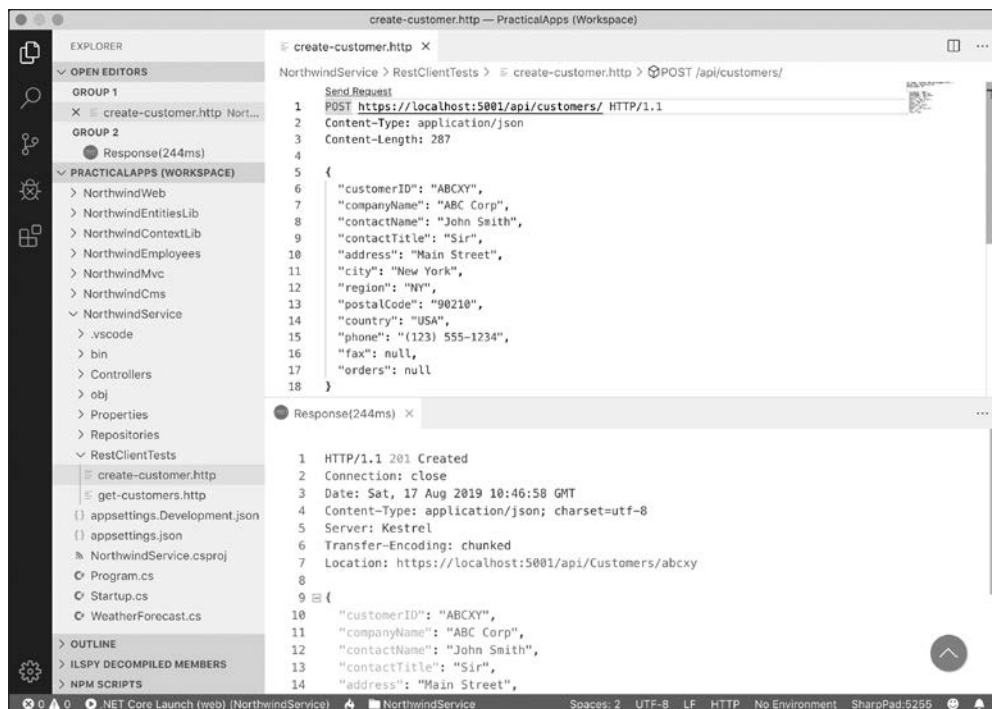 create-customer.http — PracticalApps (Workspace)
EXPLORER
OPEN EDITORS
GROUP 1
create-customer.http Nort...
GROUP 2
Response(244ms)
PRACTICALAPPS (WORKSPACE)
NorthwindWeb
NorthwindEntitiesLib
NorthwindContextLib
NorthwindEmployees
NorthwindMvc
NorthwindCms
NorthwindService
.vscode
bin
Controllers
obj
Properties
Repositories
RestClientTests
create-customer.http
get-customers.http
appsettings.Development.json
appsettings.json
NorthwindService.csproj
Program.cs
Startup.cs
WeatherForecast.cs
OUTLINE
ILSPY DECOMPILED MEMBERS
NPM SCRIPTS
create-customer.http
NorthwindService > RestClientTests > create-customer.http > POST /api/customers/
Send Request
1 POST https://localhost:5001/api/customers/ HTTP/1.1
2 Content-Type: application/json
3 Content-Length: 287
4
5 {
6 "customerID": "ABCXY",
7 "companyName": "ABC Corp",
8 "contactName": "John Smith",
9 "contactTitle": "Sir",
10 "address": "Main Street",
11 "city": "New York",
12 "region": "NY",
13 "postalCode": "90210",
14 "country": "USA",
15 "phone": "(123) 555-1234",
16 "fax": null,
17 "orders": null
18 }
Response(244ms)
1 HTTP/1.1 201 Created
2 Connection: close
3 Date: Sat, 17 Aug 2019 10:46:58 GMT
4 Content-Type: application/json; charset=utf-8
5 Server: Kestrel
6 Transfer-Encoding: chunked
7 Location: https://localhost:5001/api/Customers/abcxy
8
9 {
10 "customerID": "ABCXY",
11 "companyName": "ABC Corp",
12 "contactName": "John Smith",
13 "contactTitle": "Sir",
14 "address": "Main Street",
0 0 .NET Core Launch (web) (NorthwindService) NorthwindService Spaces: 2 UTF-8 LF HTTP No Environment SharpPad:5255